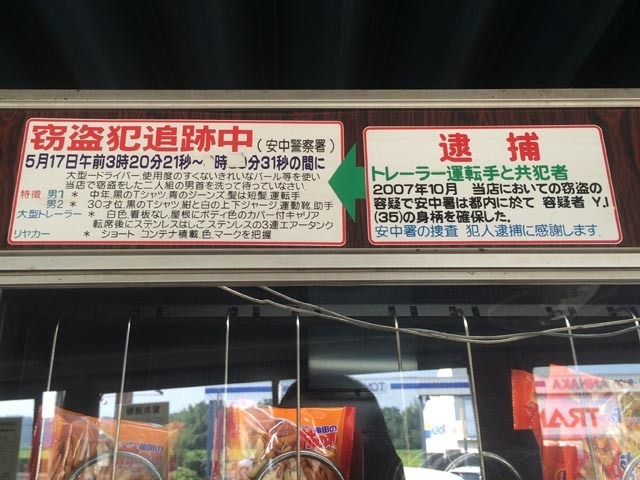 窃盗犯追跡中(安中警察署)
5月17日午前3時20分21秒〜 時 分31秒の間に
大型ードライバー、使用度のすくないきれいなバール等を使い
当店で窃盗をした二人組の男首を洗って待っていなさい
特徴 男1 * 中年、黒のTシャツ、青のジーンズ、髪は短髪、運転手
男2 * 30才位、黒のTシャツ、紺と白の上下ジャージ、運動靴、助手
大型トレーラー * 白色、看板なし、屋根にボディ色のカバー付キャリア
転席後にステンレスはしご、ステンレスの3連エアータンク
リヤカー * ショート コンテナ積載、色、マークを把握
逮捕
トレーラー運転手と共犯者
2007年10月 当店においての窃盗の
容疑で安中署は都内に於て 容疑者 Y.I
(35)の身柄を確保した.
安中署の捜査 犯人逮捕に感謝します.
亀田の
ANNAKA
TRA